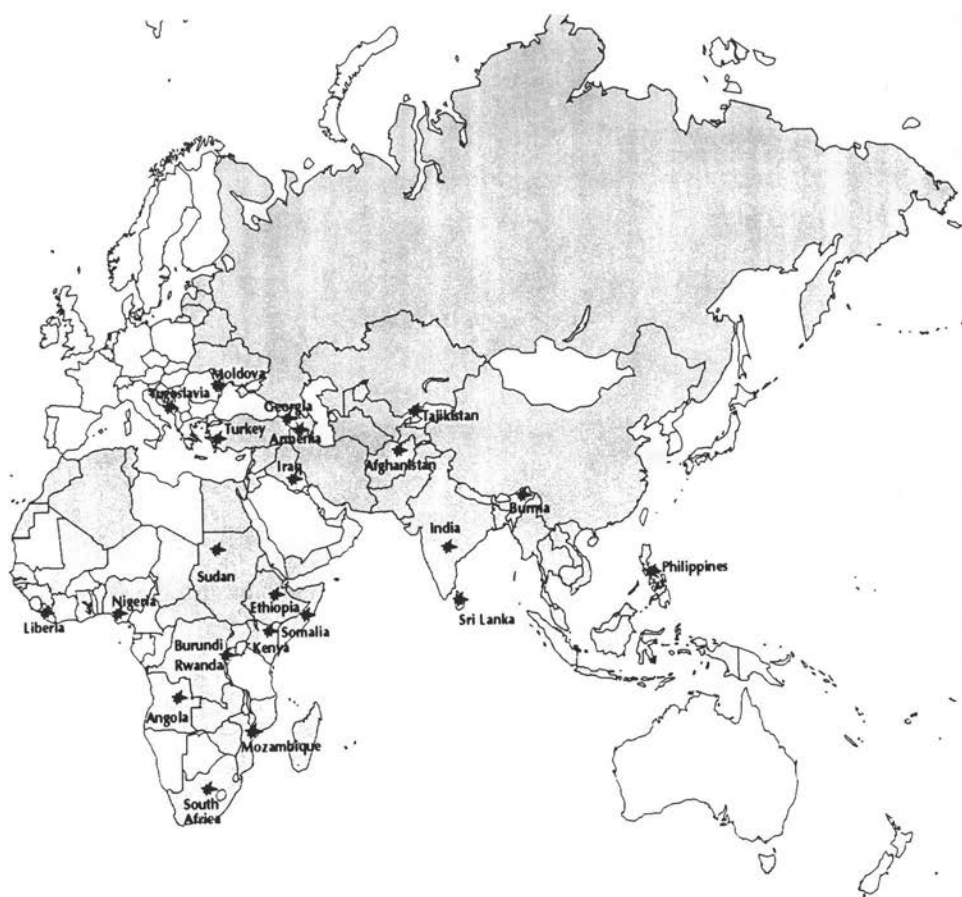 Moldova
Yugoslavia
Georgia
Tajikistan
Turkey
Armenia
Afghanistan
Iraq
Burma
India
Philippines
Sudan
Ethiopia
Nigeria
Liberia
Sri Lanka
Somalia
Kenya
Burundi
Rwanda
Angola
Mozambique
South
Africa